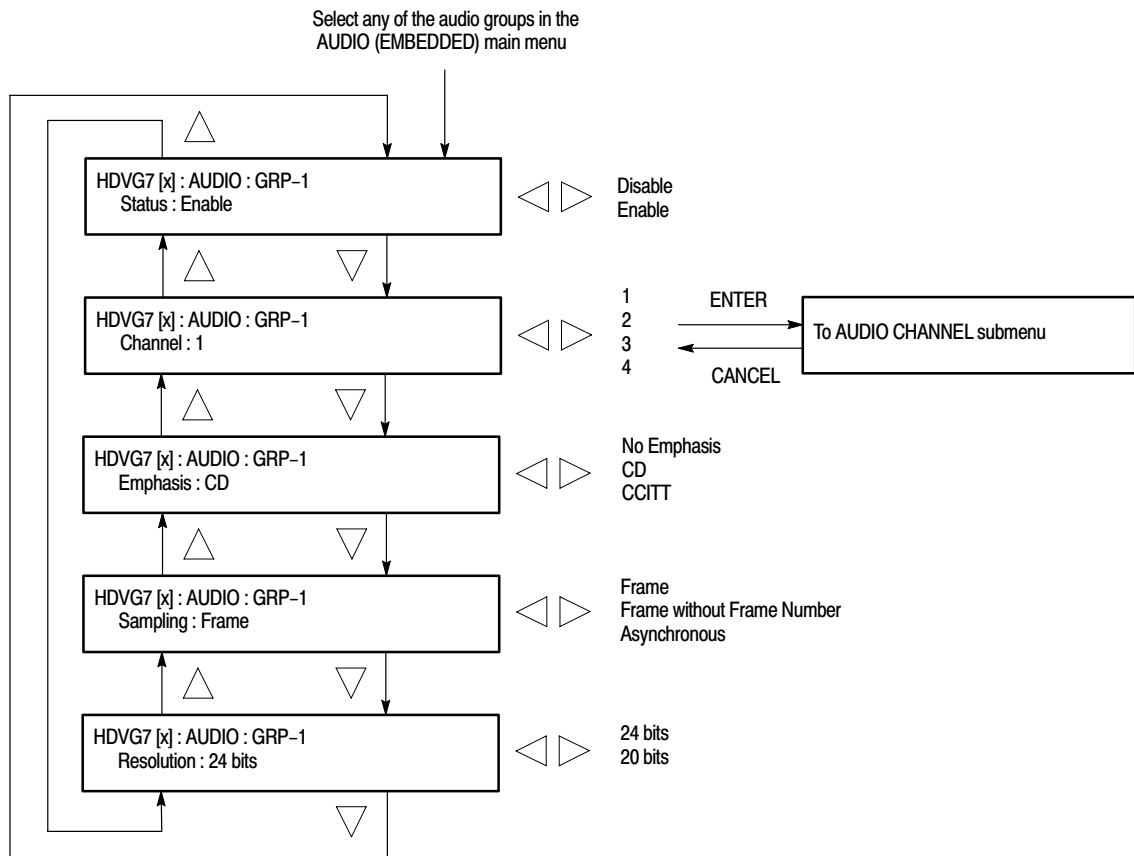 Select any of the audio groups in the
AUDIO (EMBEDDED) main menu
HDVG7 [x] : AUDIO : GRP–1
Status : Enable
Disable
Enable
HDVG7 [x] : AUDIO : GRP–1
Channel : 1
1
2
3
4
ENTER
CANCEL
To AUDIO CHANNEL submenu
HDVG7 [x] : AUDIO : GRP–1
Emphasis : CD
No Emphasis
CD
CCITT
HDVG7 [x] : AUDIO : GRP–1
Sampling : Frame
Frame
Frame without Frame Number
Asynchronous
HDVG7 [x] : AUDIO : GRP–1
Resolution : 24 bits
24 bits
20 bits